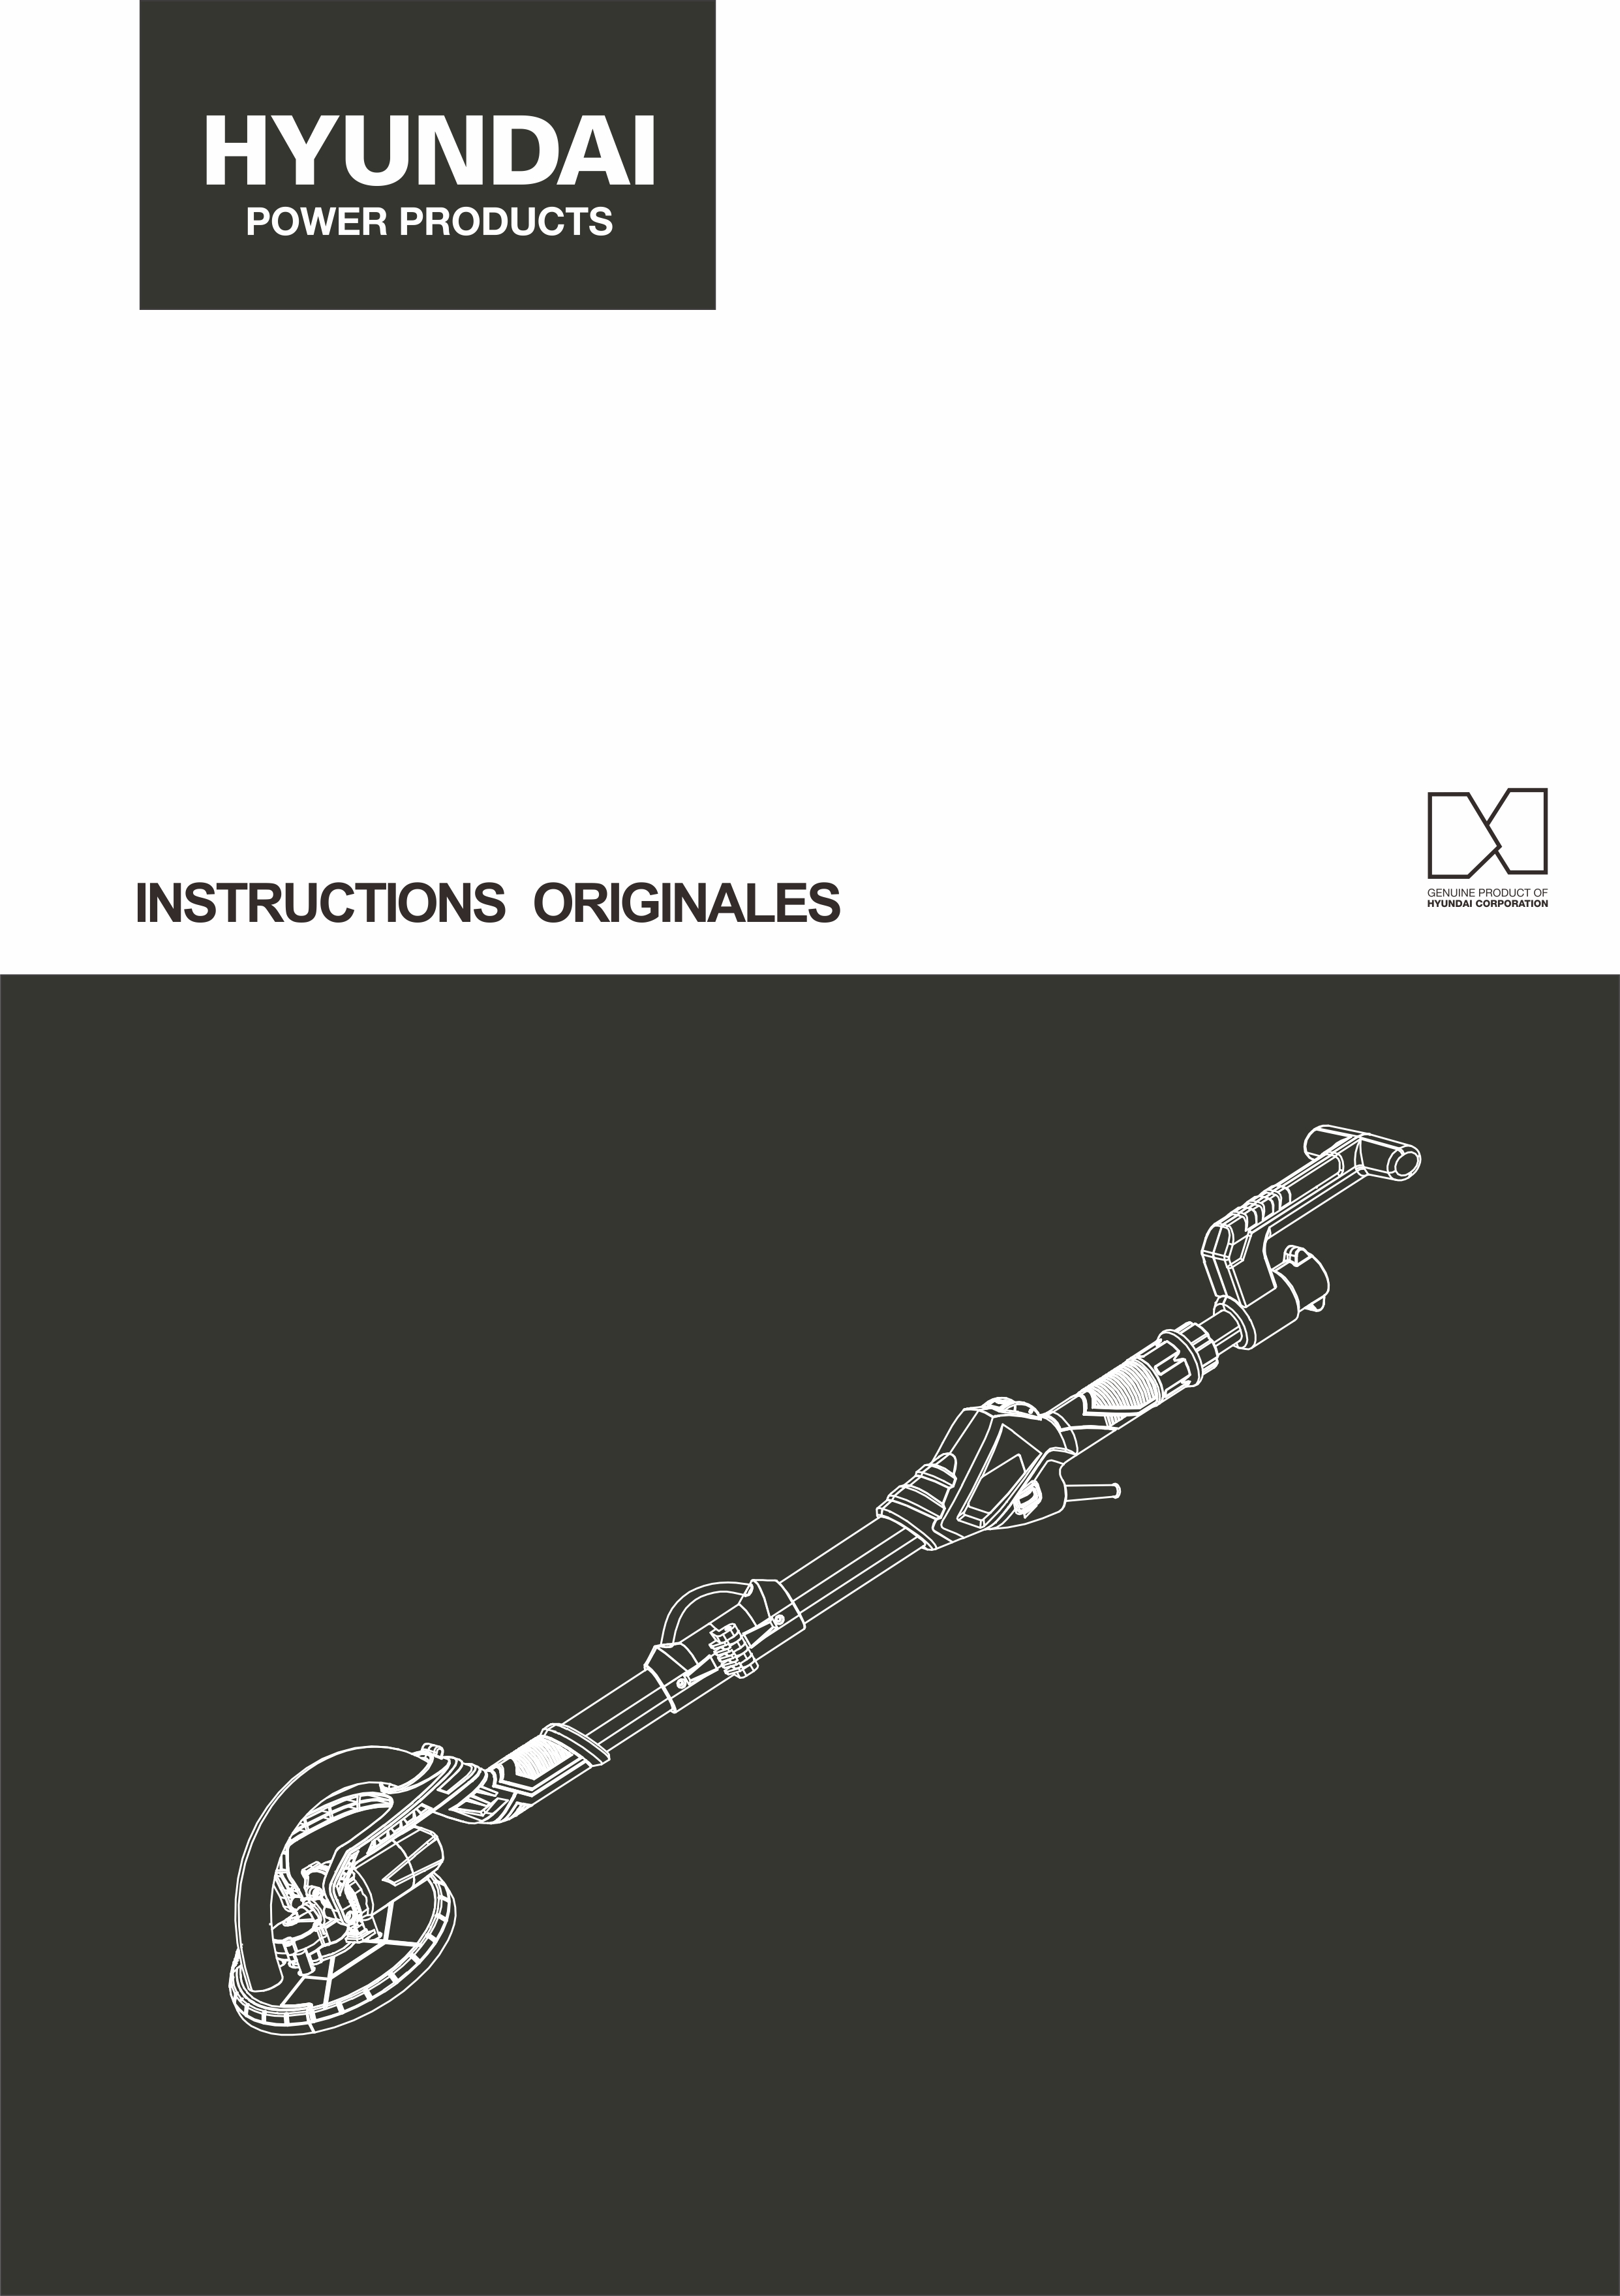 HYUNDAI
POWER PRODUCTS
INSTRUCTIONS ORIGINALES
GENUINE PRODUCT OF
HYUNDAI CORPORATION